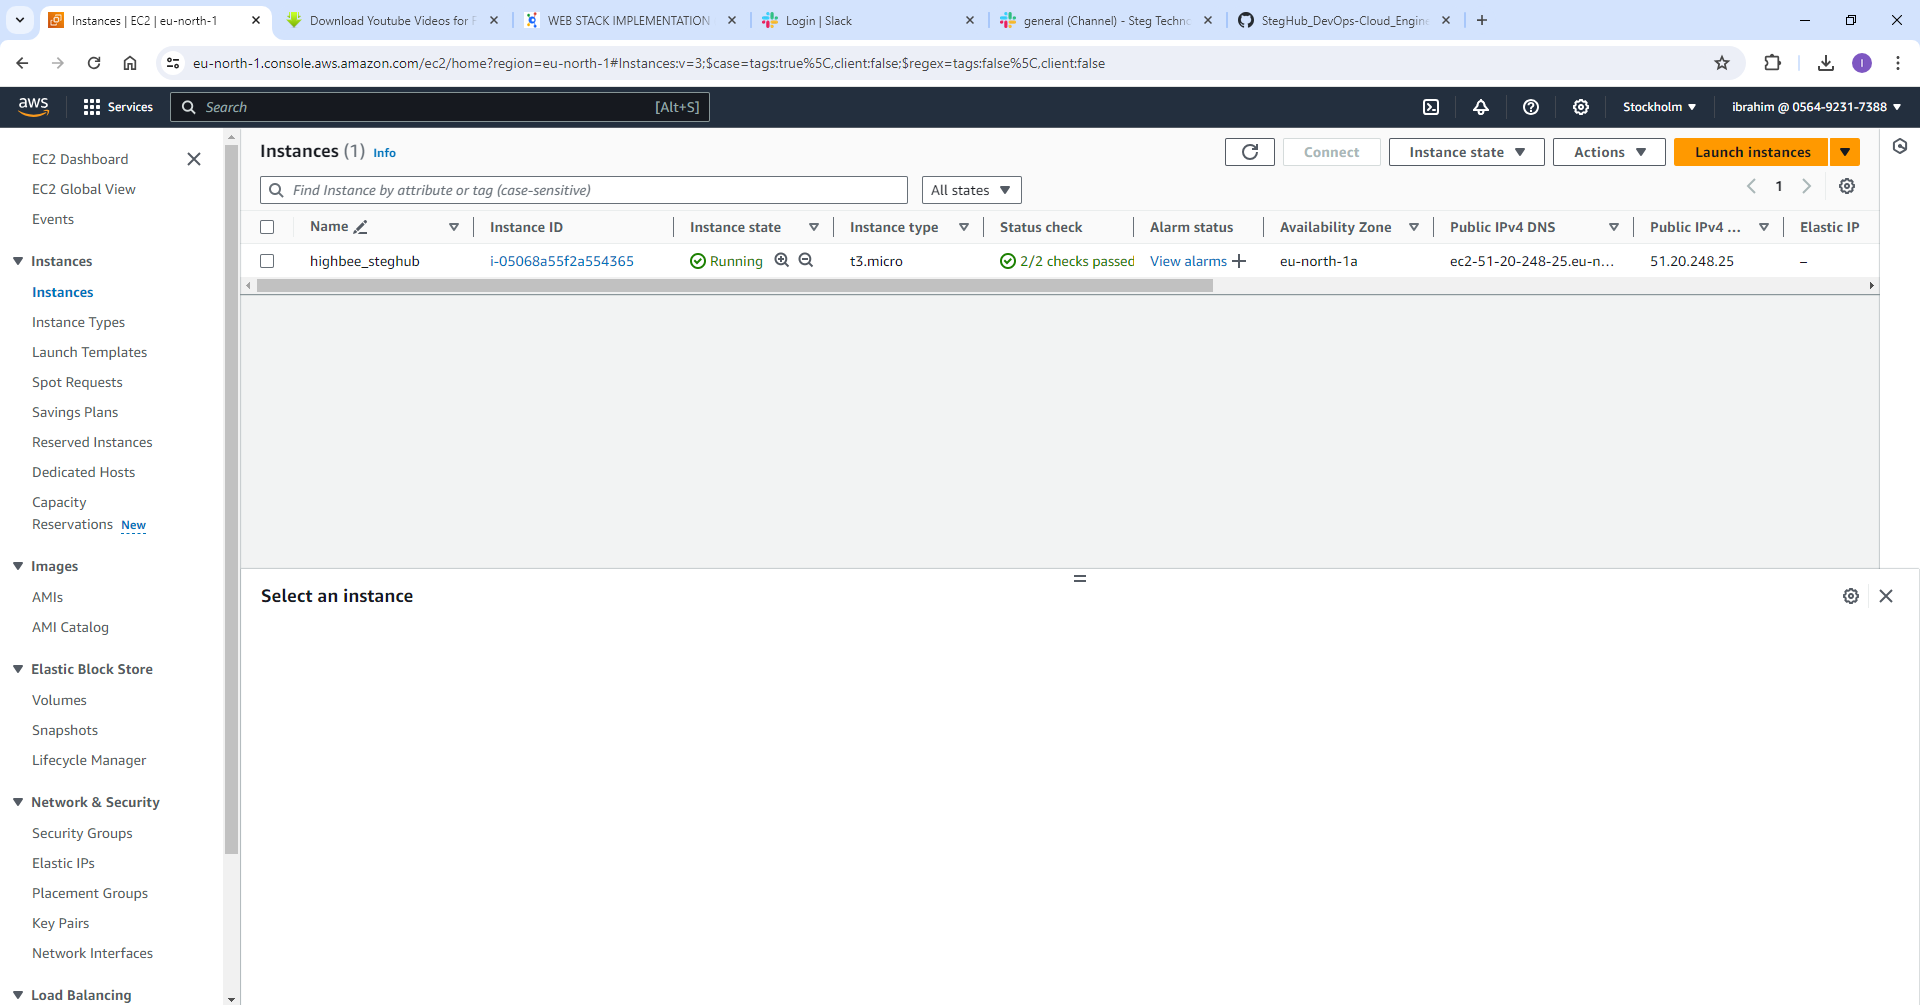 Instances | EC2 | eu-north-1
Download Youtube Videos for F
WEB STACK IMPLEMENTATION
Login | Slack
general (Channel) - Steg Techno
StegHub_DevOps-Cloud_Engine
eu-north-1.console.aws.amazon.com/ec2/home?region=eu-north-1#Instances:v=3;$case=tags:true%5C,client:false;$regex=tags:false%5C,client:false
I
aws
Services
Search
[Alt+S]
Stockholm
ibrahim @ 0564-9231-7388
EC2 Dashboard
EC2 Global View
Events
Instances
Instances
Instance Types
Launch Templates
Spot Requests
Savings Plans
Reserved Instances
Dedicated Hosts
Capacity
Reservations New
Images
AMIs
AMI Catalog
Elastic Block Store
Volumes
Snapshots
Lifecycle Manager
Network & Security
Security Groups
Elastic IPs
Placement Groups
Key Pairs
Network Interfaces
Load Balancing
Instances (1) Info
Connect
Instance state
Actions
Launch instances
Find Instance by attribute or tag (case-sensitive)
All states
1
Name Instance ID Instance state Instance type Status check Alarm status Availability Zone Public IPv4 DNS Public IPv4 ... Elastic IP
highbee_steghub i-05068a55f2a554365 Running t3.micro 2/2 checks passed View alarms eu-north-1a ec2-51-20-248-25.eu-n... 51.20.248.25 –
Select an instance